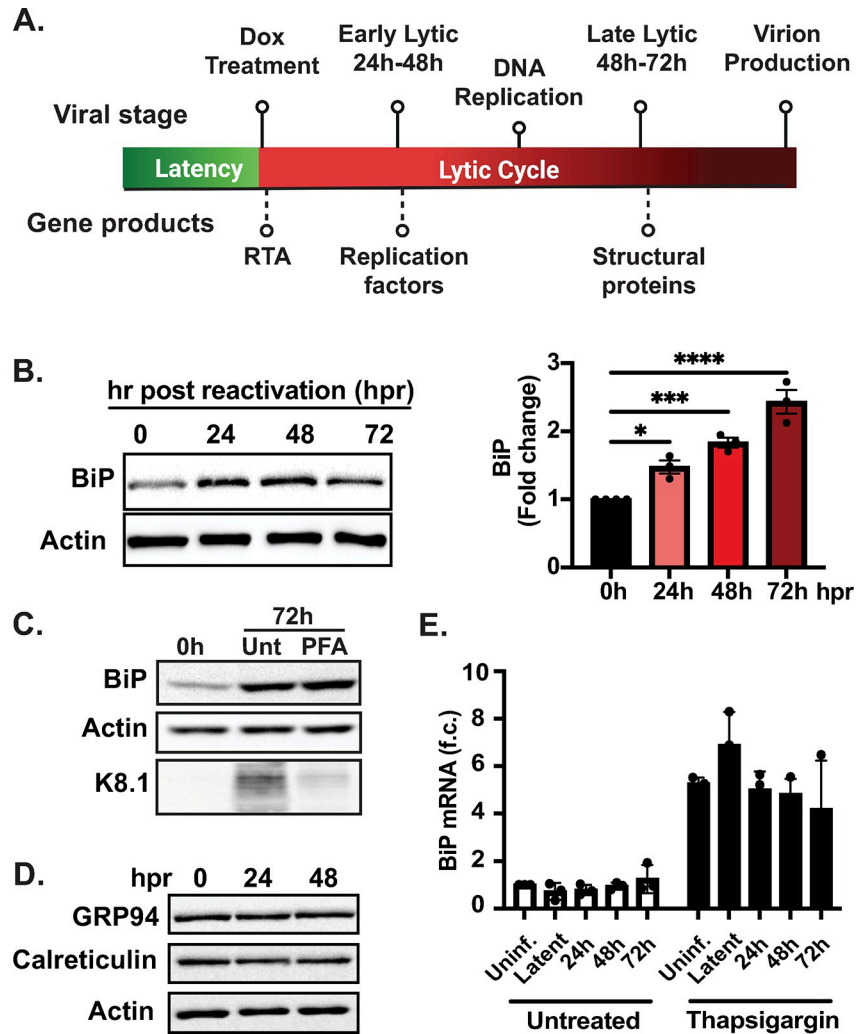 A.
Dox
Treatment
Early Lytic
24h-48h
DNA
Replication
Late Lytic
48h-72h
Virion
Production
Viral stage
Latency
Lytic Cycle
Gene products
RTA
Replication
factors
Structural
proteins
B.
hr post reactivation (hpr)
0 24 48 72
BiP
Actin
BiP
(Fold change)
3
2
1
0
*
***
****
0h 24h 48h 72h hpr
C.
72h
0h Unt PFA
BiP
Actin
K8.1
D.
hpr 0 24 48
GRP94
Calreticulin
Actin
E.
BiP mRNA (f.c.)
10
8
6
4
2
0
Uninf. Latent 24h 48h 72h Uninf. Latent 24h 48h 72h
Untreated Thapsigargin